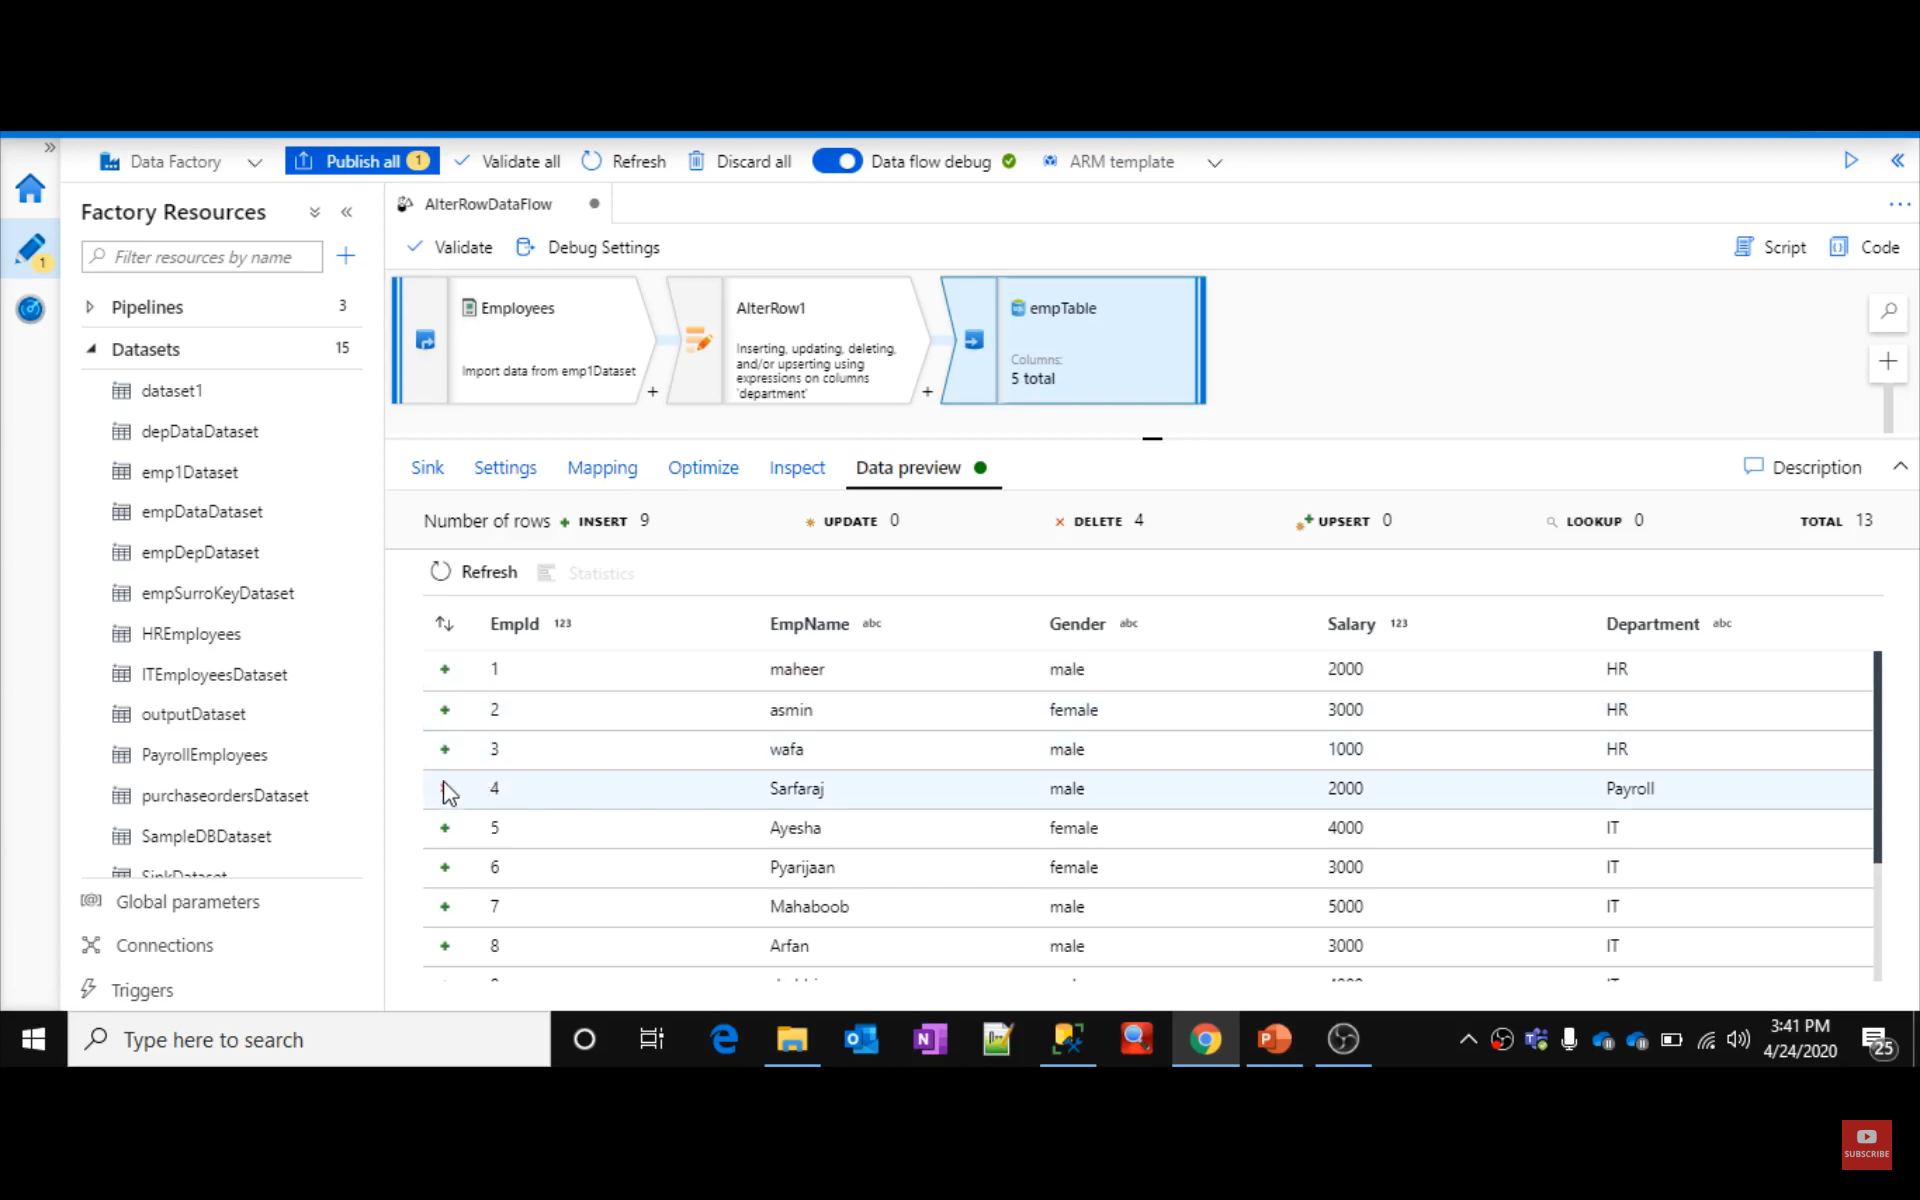 Data Factory
Publish all 1
Validate all
Refresh
Discard all
Data flow debug
ARM template
1
Factory Resources
Filter resources by name
Pipelines 3
Datasets 15
dataset1
depDataDataset
emp1Dataset
empDataDataset
empDepDataset
empSurroKeyDataset
HREmployees
ITEmployeesDataset
outputDataset
PayrollEmployees
purchaseordersDataset
SampleDBDataset
SinkDataset
Global parameters
Connections
Triggers
AlterRowDataFlow
Validate
Debug Settings
Script
Code
Employees
Import data from emp1Dataset
+
AlterRow1
Inserting, updating, deleting,
and/or upserting using
expressions on columns
'department'
+
empTable
Columns:
5 total
Sink Settings Mapping Optimize Inspect Data preview
Description
Number of rows INSERT 9 UPDATE 0 DELETE 4 UPSERT 0 LOOKUP 0 TOTAL 13
Refresh Statistics
EmpId 123 EmpName abc Gender abc Salary 123 Department abc
1 maheer male 2000 HR
2 asmin female 3000 HR
3 wafa male 1000 HR
4 Sarfaraj male 2000 Payroll
5 Ayesha female 4000 IT
6 Pyarijaan female 3000 IT
7 Mahaboob male 5000 IT
8 Arfan male 3000 IT
Type here to search
3:41 PM
4/24/2020
25
SUBSCRIBE